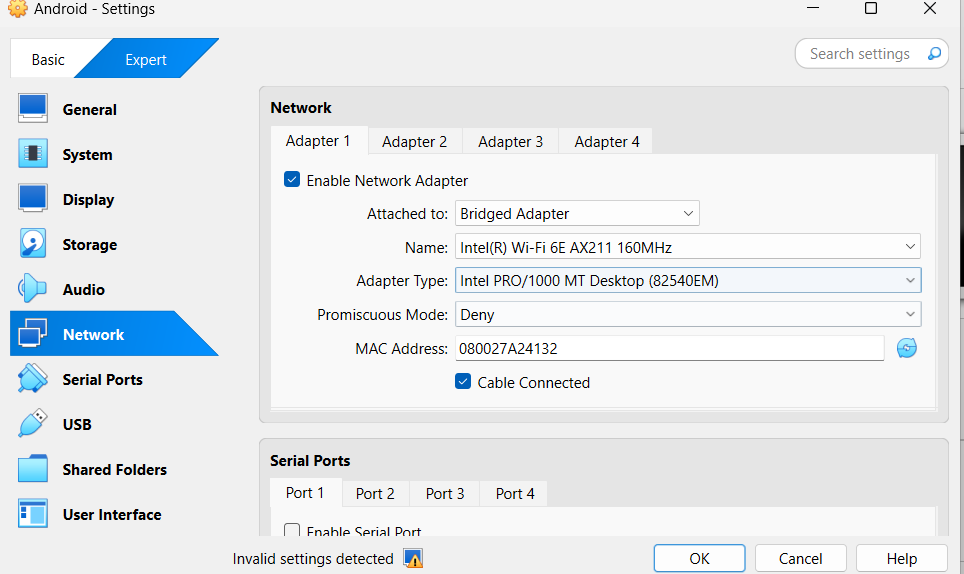 Android - Settings
Basic
Expert
Search settings
General
System
Display
Storage
Audio
Network
Serial Ports
USB
Shared Folders
User Interface
Network
Adapter 1 Adapter 2 Adapter 3 Adapter 4
Enable Network Adapter
Attached to: Bridged Adapter
Name: Intel(R) Wi-Fi 6E AX211 160MHz
Adapter Type: Intel PRO/1000 MT Desktop (82540EM)
Promiscuous Mode: Deny
MAC Address: 080027A24132
Cable Connected
Serial Ports
Port 1 Port 2 Port 3 Port 4
Enable Serial Port
Invalid settings detected
OK Cancel Help